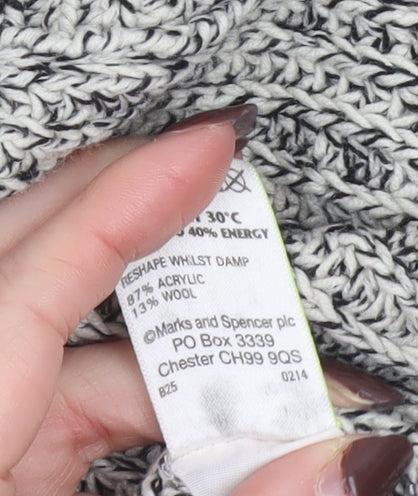 30°C
40% ENERGY
RESHAPE WHILST DAMP
87% ACRYLIC
13% WOOL
©Marks and Spencer plc
PO Box 3339
Chester CH99 9QS
B25 0214